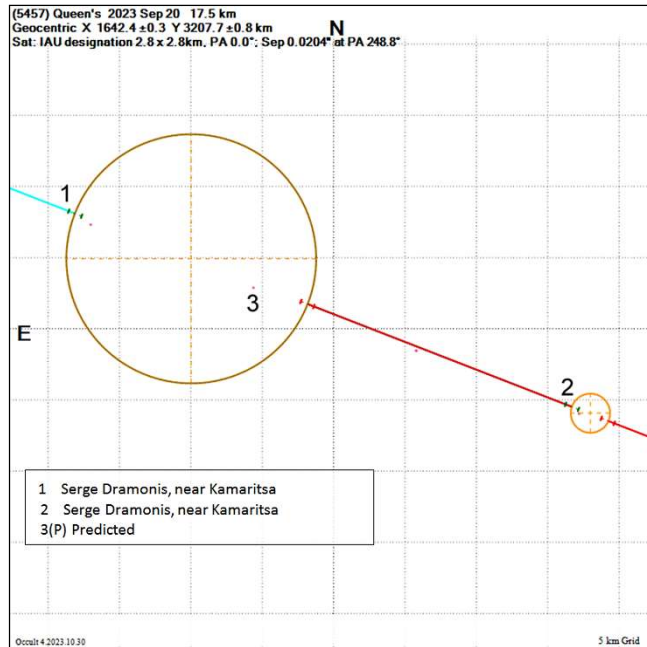 (5457) Queen's 2023 Sep 20 17.5 km
Geocentric X 1642.4 ±0.3 Y 3207.7 ±0.8 km
N
Sat: IAU designation 2.8 x 2.8km, PA 0.0°; Sep 0.0204" at PA 248.8°
1
3
E
2
1 Serge Dramonis, near Kamaritsa
2 Serge Dramonis, near Kamaritsa
3(P) Predicted
Occult 4.2023.10.30
5 km Grid